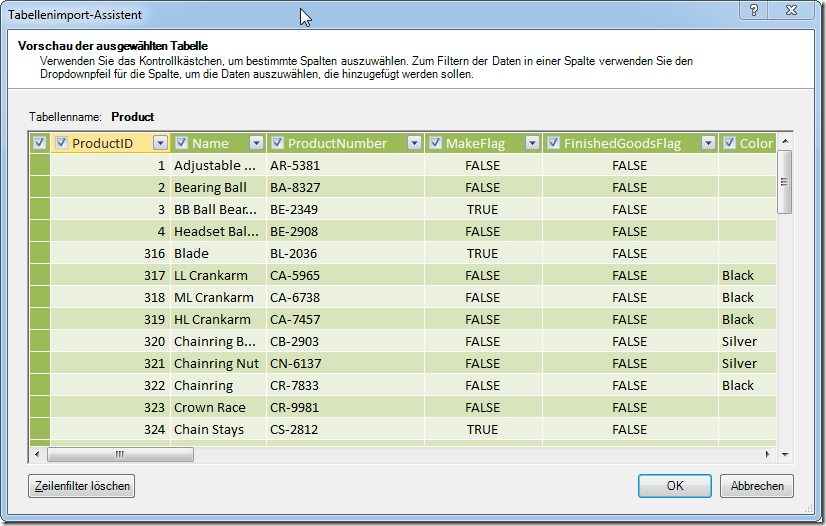 Tabellenimport-Assistent
Vorschau der ausgewählten Tabelle
Verwenden Sie das Kontrollkästchen, um bestimmte Spalten auszuwählen. Zum Filtern der Daten in einer Spalte verwenden Sie den
Dropdownpfeil für die Spalte, um die Daten auszuwählen, die hinzugefügt werden sollen.
Tabellenname: Product
ProductID Name ProductNumber MakeFlag FinishedGoodsFlag Color
1 Adjustable ... AR-5381 FALSE FALSE
2 Bearing Ball BA-8327 FALSE FALSE
3 BB Ball Bear... BE-2349 TRUE FALSE
4 Headset Bal... BE-2908 FALSE FALSE
316 Blade BL-2036 TRUE FALSE
317 LL Crankarm CA-5965 FALSE FALSE Black
318 ML Crankarm CA-6738 FALSE FALSE Black
319 HL Crankarm CA-7457 FALSE FALSE Black
320 Chainring B... CB-2903 FALSE FALSE Silver
321 Chainring Nut CN-6137 FALSE FALSE Silver
322 Chainring CR-7833 FALSE FALSE Black
323 Crown Race CR-9981 FALSE FALSE
324 Chain Stays CS-2812 TRUE FALSE
Zeilenfilter löschen OK Abbrechen